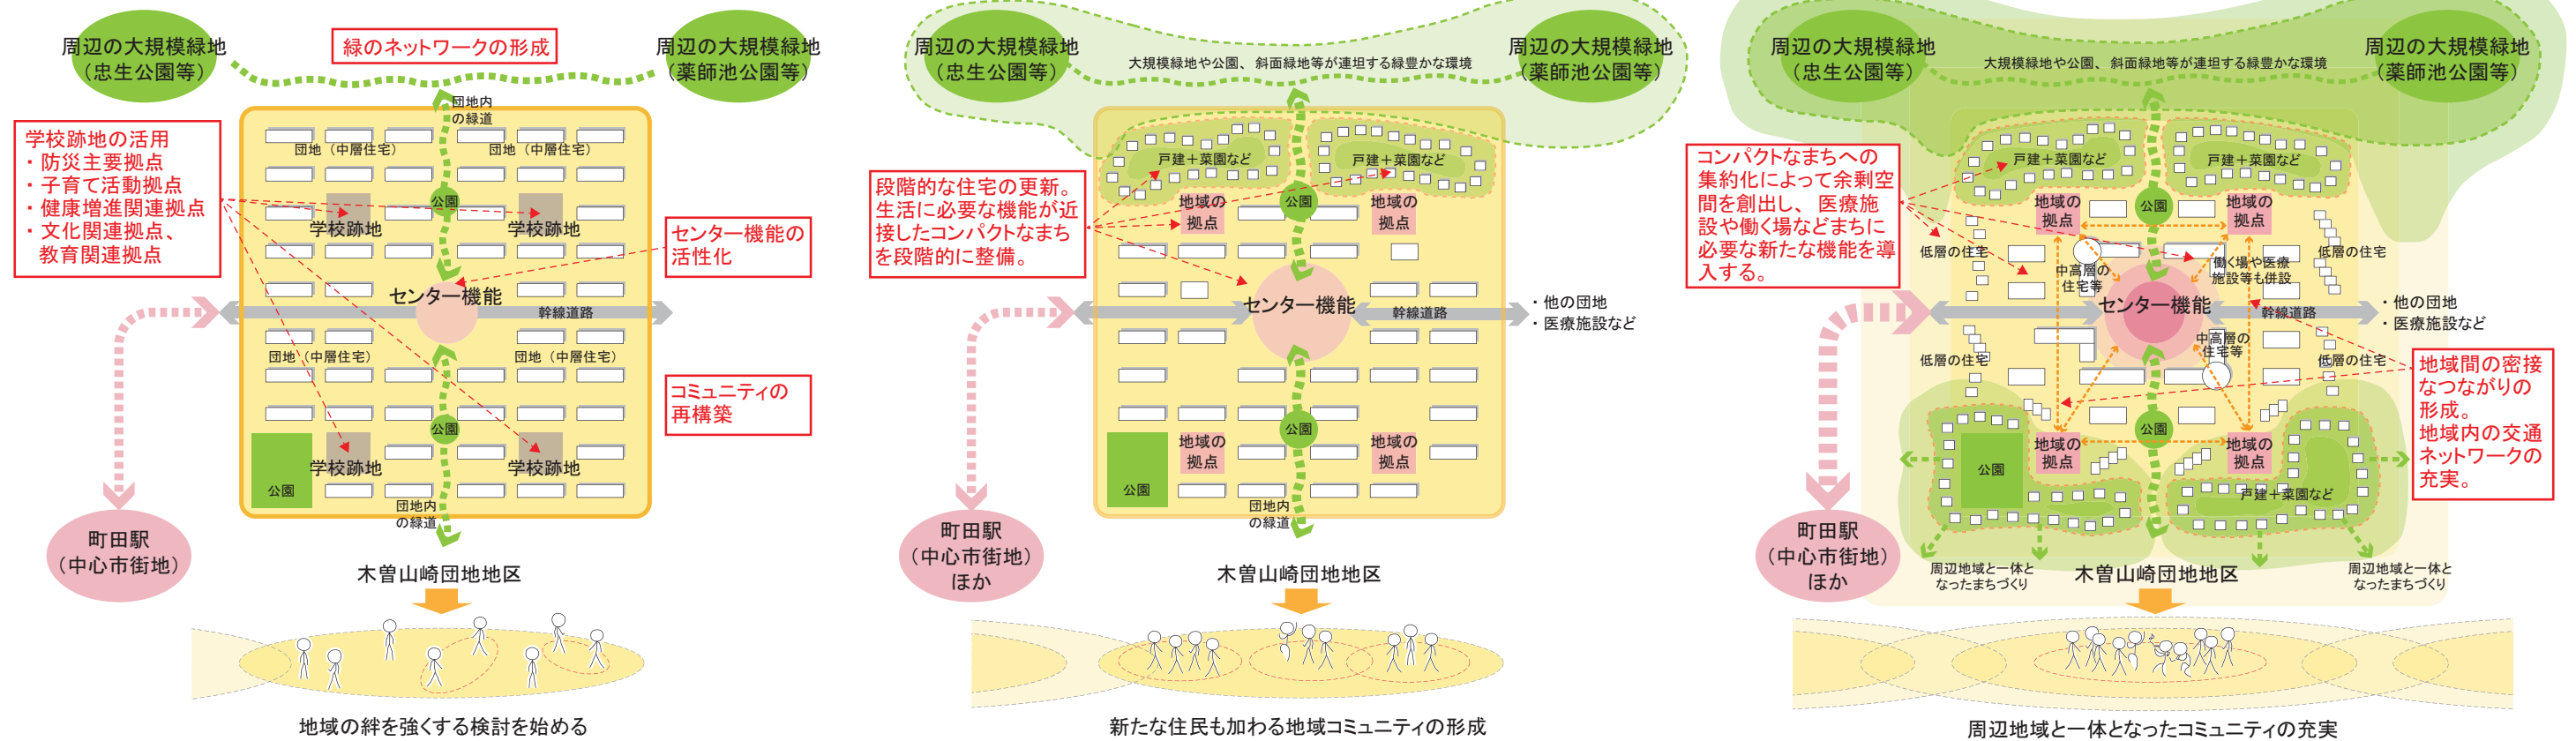 周辺の大規模緑地
（忠生公園等）
緑のネットワークの形成
周辺の大規模緑地
（薬師池公園等）
団地内
の緑道
学校跡地の活用
・防災主要拠点
・子育て活動拠点
・健康増進関連拠点
・文化関連拠点、
教育関連拠点
団地（中層住宅）
団地（中層住宅）
公園
学校跡地
学校跡地
センター機能の
活性化
センター機能
幹線道路
団地（中層住宅）
団地（中層住宅）
コミュニティの
再構築
公園
学校跡地
学校跡地
公園
団地内
の緑道
町田駅
（中心市街地）
木曽山崎団地地区
地域の絆を強くする検討を始める
周辺の大規模緑地
（忠生公園等）
大規模緑地や公園、斜面緑地等が連坦する緑豊かな環境
周辺の大規模緑地
（薬師池公園等）
戸建＋菜園など
戸建＋菜園など
段階的な住宅の更新。
生活に必要な機能が近
接したコンパクトなまち
を段階的に整備。
地域の
拠点
公園
地域の
拠点
センター機能
幹線道路
・他の団地
・医療施設など
公園
地域の
拠点
地域の
拠点
公園
団地内
の緑道
町田駅
（中心市街地）
ほか
木曽山崎団地地区
新たな住民も加わる地域コミュニティの形成
周辺の大規模緑地
（忠生公園等）
大規模緑地や公園、斜面緑地等が連坦する緑豊かな環境
周辺の大規模緑地
（薬師池公園等）
コンパクトなまちへの
集約化によって余剰空
間を創出し、医療施
設や働く場などまちに
必要な新たな機能を導
入する。
戸建＋菜園など
戸建＋菜園など
地域の
拠点
公園
地域の
拠点
低層の住宅
低層の住宅
中高層の
住宅等
働く場や医療
施設等も併設
センター機能
幹線道路
・他の団地
・医療施設など
中高層の
住宅等
低層の住宅
低層の住宅
地域間の密接
なつながりの
形成。
地域内の交通
ネットワークの
充実。
公園
地域の
拠点
地域の
拠点
公園
戸建＋菜園など
町田駅
（中心市街地）
ほか
周辺地域と一体と
なったまちづくり
木曽山崎団地地区
周辺地域と一体と
なったまちづくり
周辺地域と一体となったコミュニティの充実